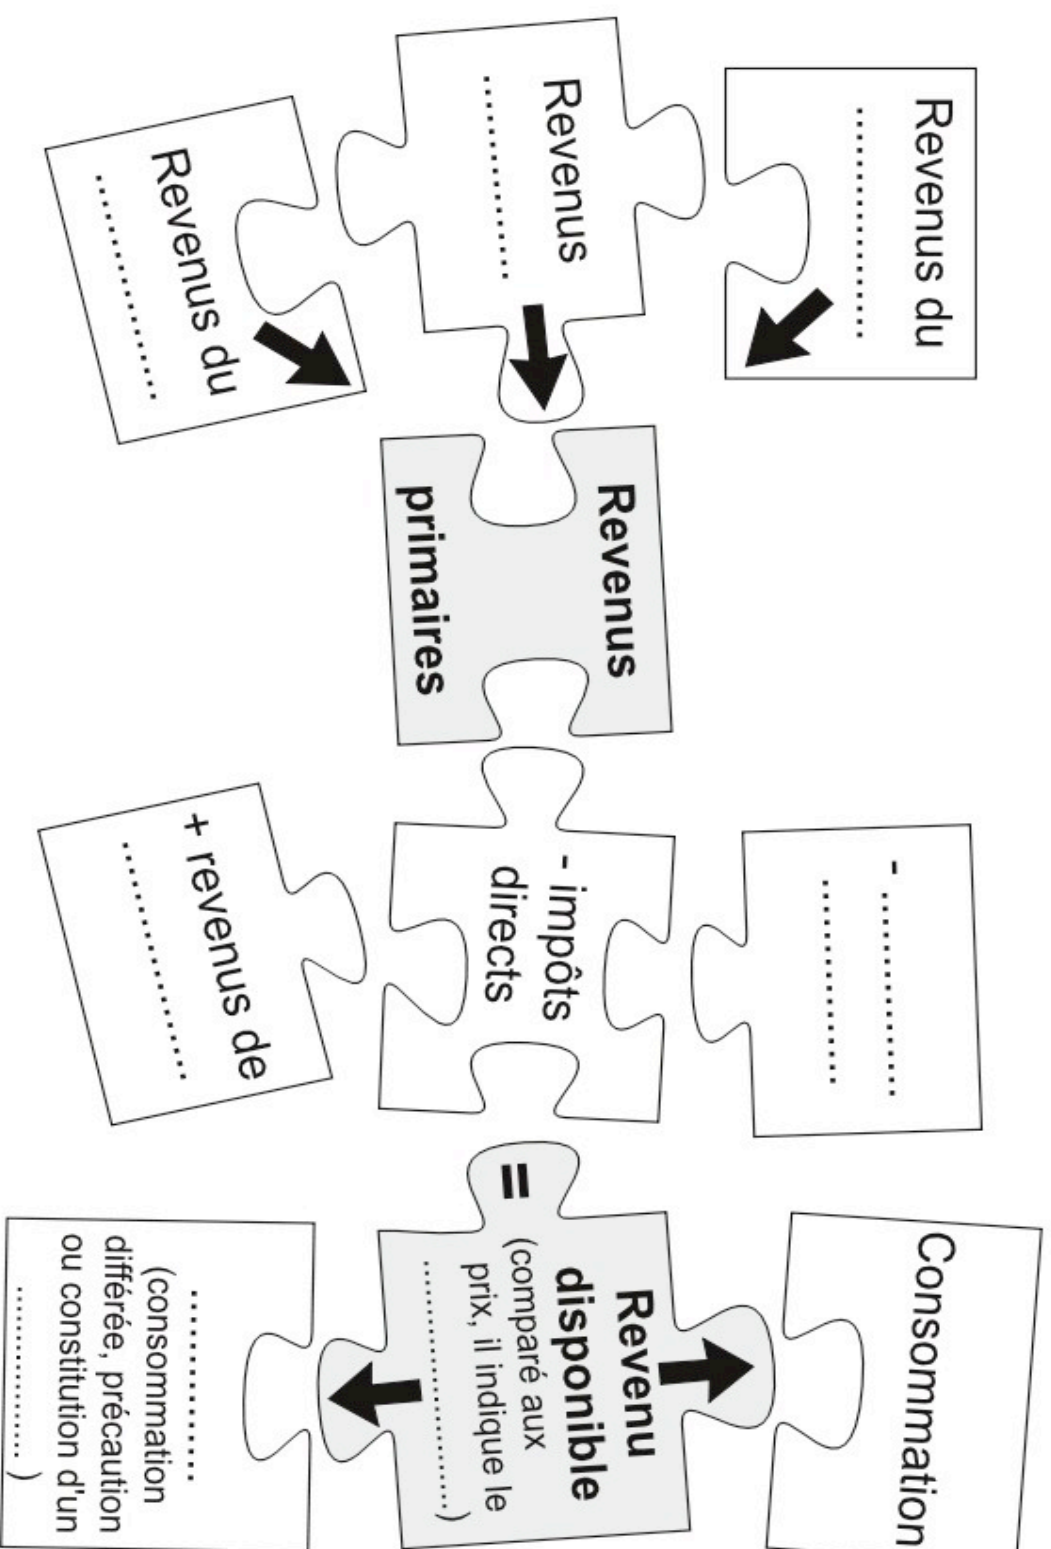 Revenus du
....................
Revenus
..................
Revenus du
....................
Revenus
primaires
- ..................
..................
- impôts
directs
+ revenus de
.....................
Consommation
=
Revenu
disponible
(comparé aux
prix, il indique le
........................)
.................
(consommation
différée, précaution
ou constitution d'un
................)